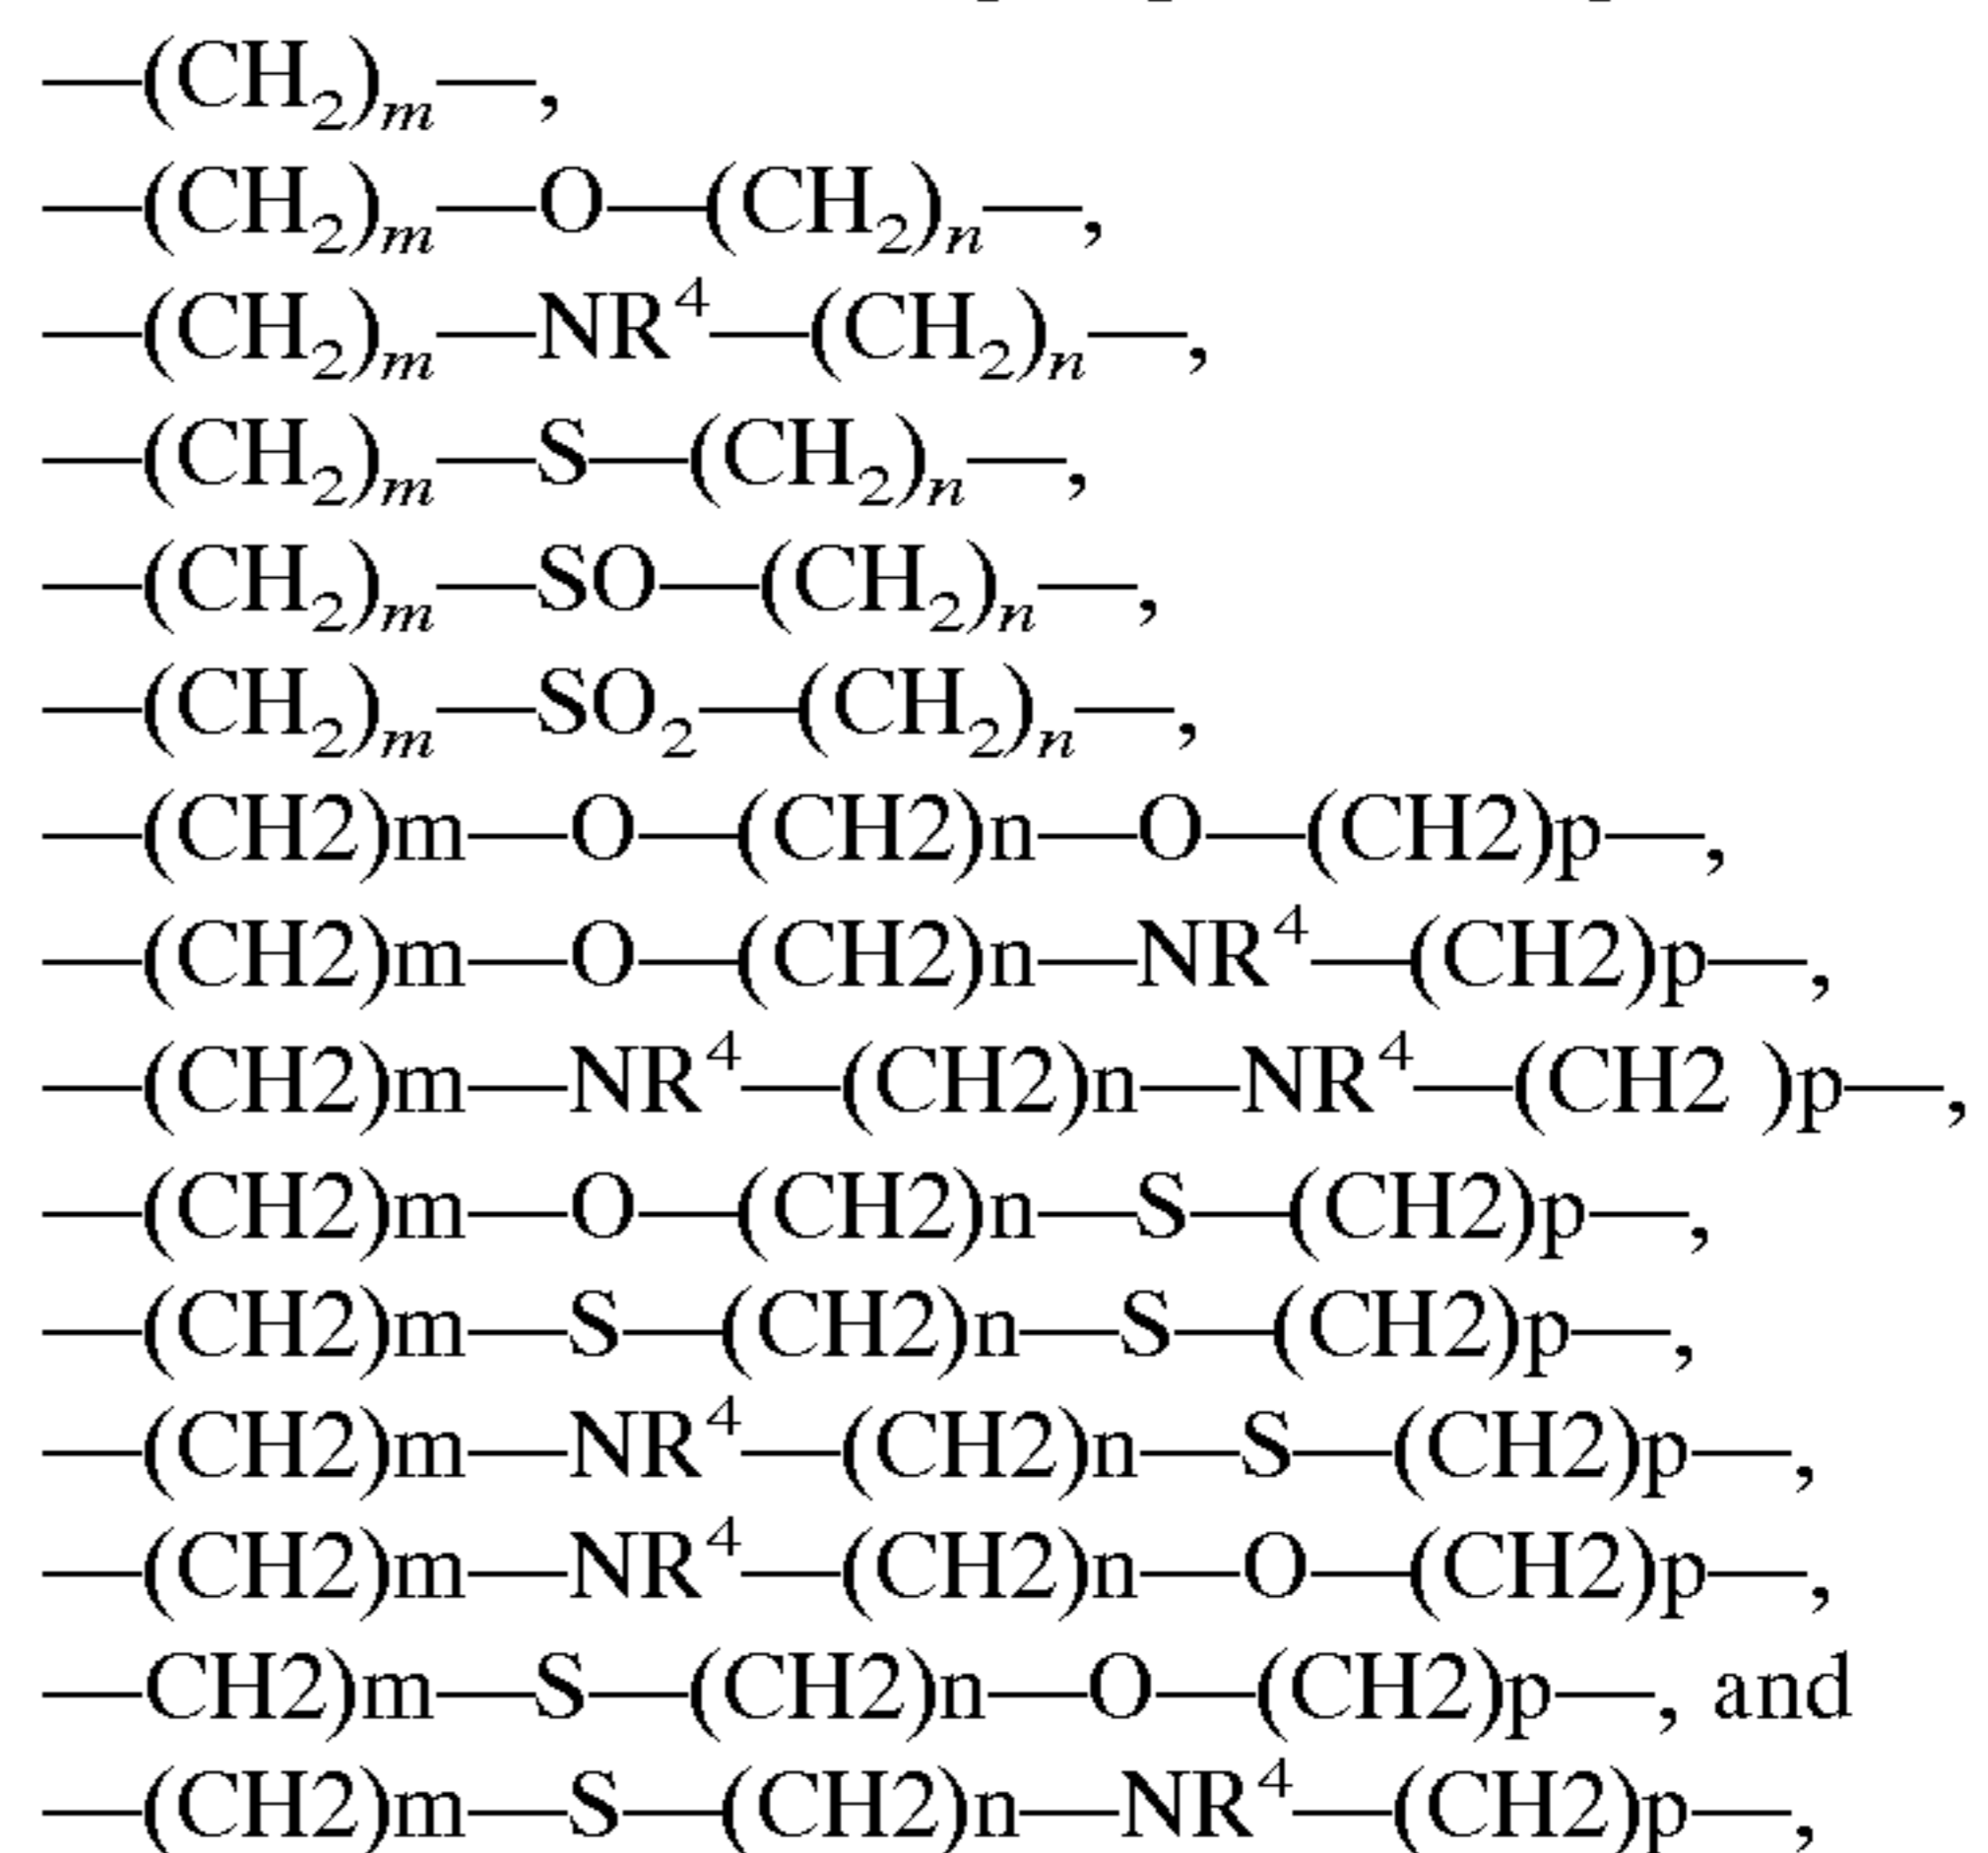 —(CH₂)ₘ—,
—(CH₂)ₘ—O—(CH₂)ₙ—,
—(CH₂)ₘ—NR⁴—(CH₂)ₙ—,
—(CH₂)ₘ—S—(CH₂)ₙ—,
—(CH₂)ₘ—SO—(CH₂)ₙ—,
—(CH₂)ₘ—SO₂—(CH₂)ₙ—,
—(CH2)m—O—(CH2)n—O—(CH2)p—,
—(CH2)m—O—(CH2)n—NR⁴—(CH2)p—,
—(CH2)m—NR⁴—(CH2)n—NR⁴—(CH2 )p—,
—(CH2)m—O—(CH2)n—S—(CH2)p—,
—(CH2)m—S—(CH2)n—S—(CH2)p—,
—(CH2)m—NR⁴—(CH2)n—S—(CH2)p—,
—(CH2)m—NR⁴—(CH2)n—O—(CH2)p—,
—CH2)m—S—(CH2)n—O—(CH2)p—, and
—(CH2)m—S—(CH2)n—NR⁴—(CH2)p—,